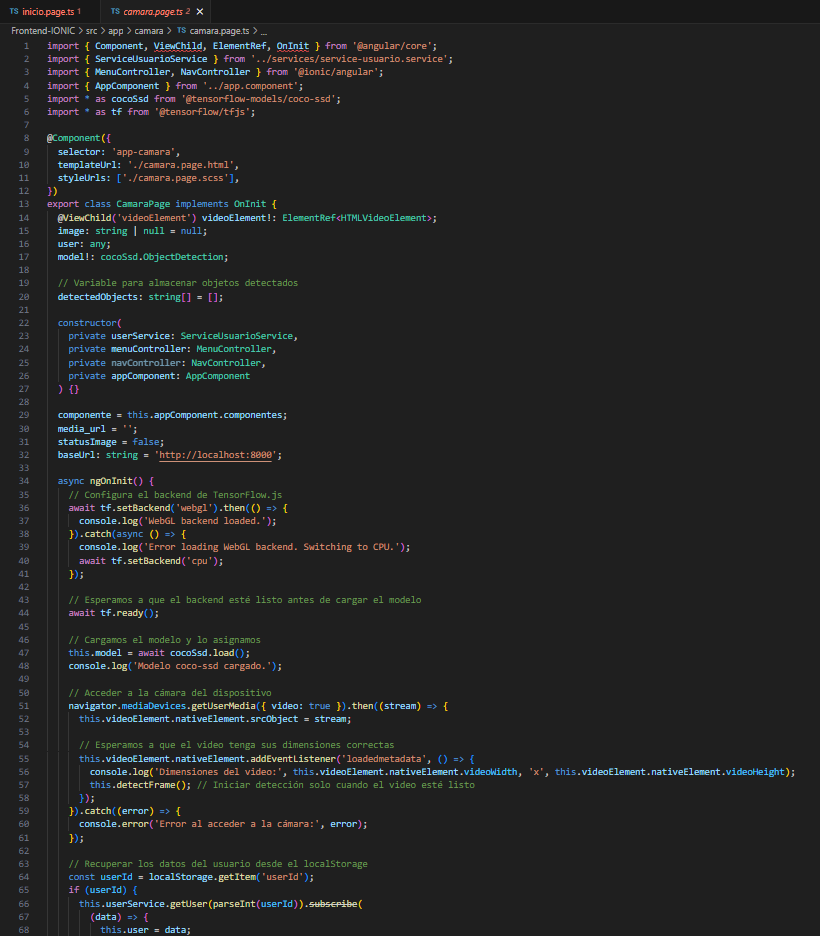 TS inicio.page.ts 1
TS camara.page.ts 2 ×
Frontend-IONIC > src > app > camara > TS camara.page.ts > ...
1 import { Component, ViewChild, ElementRef, OnInit } from '@angular/core';
2 import { ServiceUsuarioService } from '../services/service-usuario.service';
3 import { MenuController, NavController } from '@ionic/angular';
4 import { AppComponent } from '../app.component';
5 import * as cocoSsd from '@tensorflow-models/coco-ssd';
6 import * as tf from '@tensorflow/tfjs';
7
8 @Component({
9 selector: 'app-camara',
10 templateUrl: './camara.page.html',
11 styleUrls: ['./camara.page.scss'],
12 })
13 export class CamaraPage implements OnInit {
14 @ViewChild('videoElement') videoElement!: ElementRef<HTMLVideoElement>;
15 image: string | null = null;
16 user: any;
17 model!: cocoSsd.ObjectDetection;
18
19 // Variable para almacenar objetos detectados
20 detectedObjects: string[] = [];
21
22 constructor(
23 private userService: ServiceUsuarioService,
24 private menuController: MenuController,
25 private navController: NavController,
26 private appComponent: AppComponent
27 ) {}
28
29 componente = this.appComponent.componentes;
30 media_url = '';
31 statusImage = false;
32 baseUrl: string = 'http://localhost:8000';
33
34 async ngOnInit() {
35 // Configura el backend de TensorFlow.js
36 await tf.setBackend('webgl').then(() => {
37 console.log('WebGL backend loaded.');
38 }).catch(async () => {
39 console.log('Error loading WebGL backend. Switching to CPU.');
40 await tf.setBackend('cpu');
41 });
42
43 // Esperamos a que el backend esté listo antes de cargar el modelo
44 await tf.ready();
45
46 // Cargamos el modelo y lo asignamos
47 this.model = await cocoSsd.load();
48 console.log('Modelo coco-ssd cargado.');
49
50 // Acceder a la cámara del dispositivo
51 navigator.mediaDevices.getUserMedia({ video: true }).then((stream) => {
52 this.videoElement.nativeElement.srcObject = stream;
53
54 // Esperamos a que el video tenga sus dimensiones correctas
55 this.videoElement.nativeElement.addEventListener('loadedmetadata', () => {
56 console.log('Dimensiones del video:', this.videoElement.nativeElement.videoWidth, 'x', this.videoElement.nativeElement.videoHeight);
57 this.detectFrame(); // Iniciar detección solo cuando el video esté listo
58 });
59 }).catch((error) => {
60 console.error('Error al acceder a la cámara:', error);
61 });
62
63 // Recuperar los datos del usuario desde el localStorage
64 const userId = localStorage.getItem('userId');
65 if (userId) {
66 this.userService.getUser(parseInt(userId)).subscribe(
67 (data) => {
68 this.user = data;